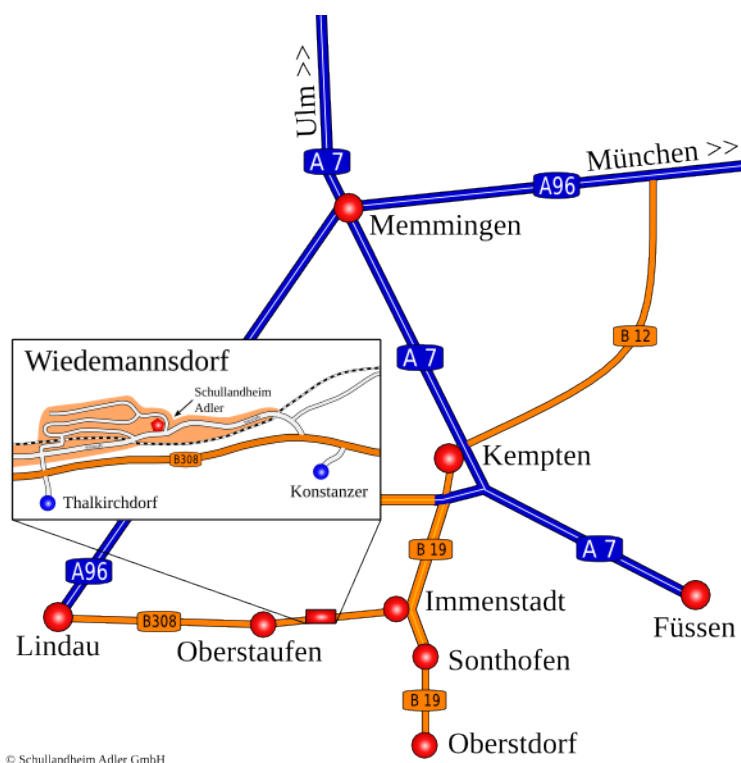 Ulm >>
A 7
München >>
A96
Memmingen
B 12
A 7
Wiedemannsdorf
Schullandheim
Adler
B308
Konstanzer
Thalkirchdorf
Kempten
B 19
A 7
A96
Lindau
B308
Oberstaufen
Immenstadt
Füssen
Sonthofen
B 19
Oberstdorf
© Schullandheim Adler GmbH